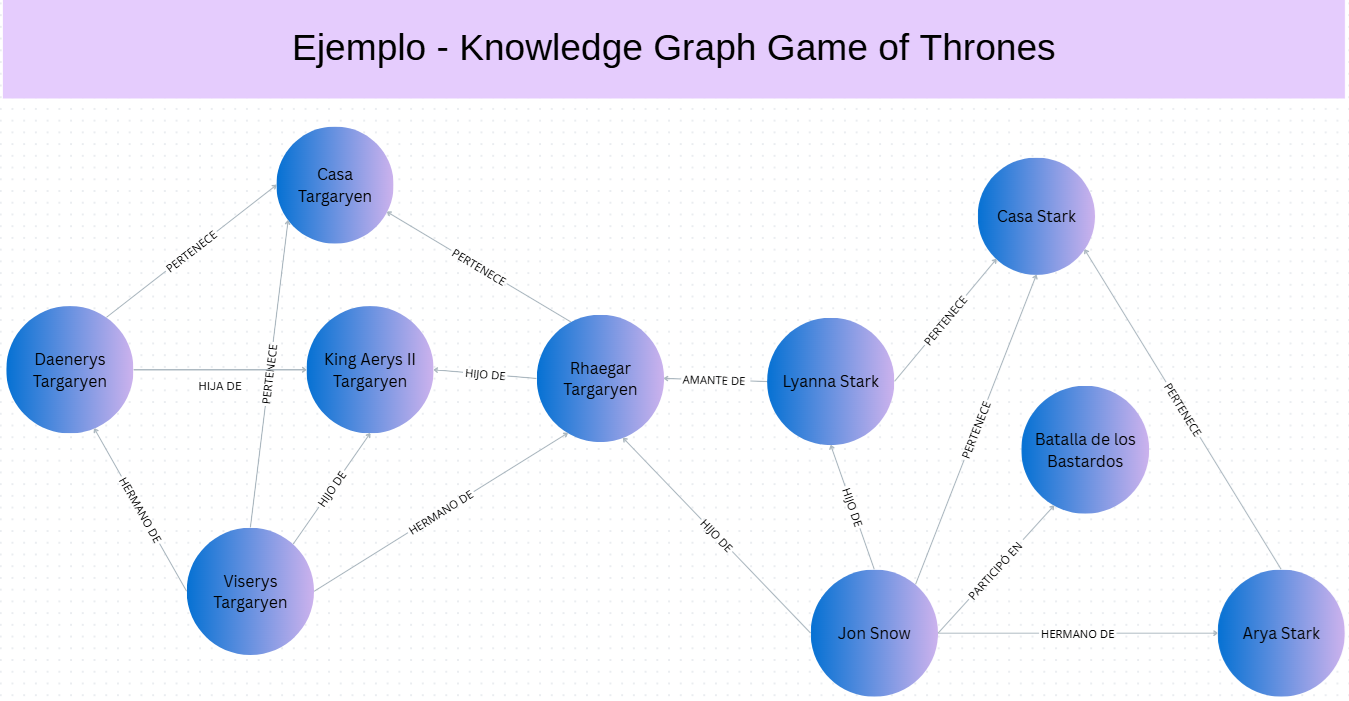 Ejemplo - Knowledge Graph Game of Thrones
Casa
Targaryen
Casa Stark
PERTENECE
PERTENECE
PERTENECE
Daenerys
Targaryen
HIJA DE
PERTENECE
King Aerys II
Targaryen
HIJO DE
Rhaegar
Targaryen
AMANTE DE
Lyanna Stark
PERTENECE
PERTENECE
Batalla de los
Bastardos
HERMANO DE
HIJO DE
HERMANO DE
HIJO DE
HIJO DE
PARTICIPÓ EN
Viserys
Targaryen
Jon Snow
HERMANO DE
Arya Stark